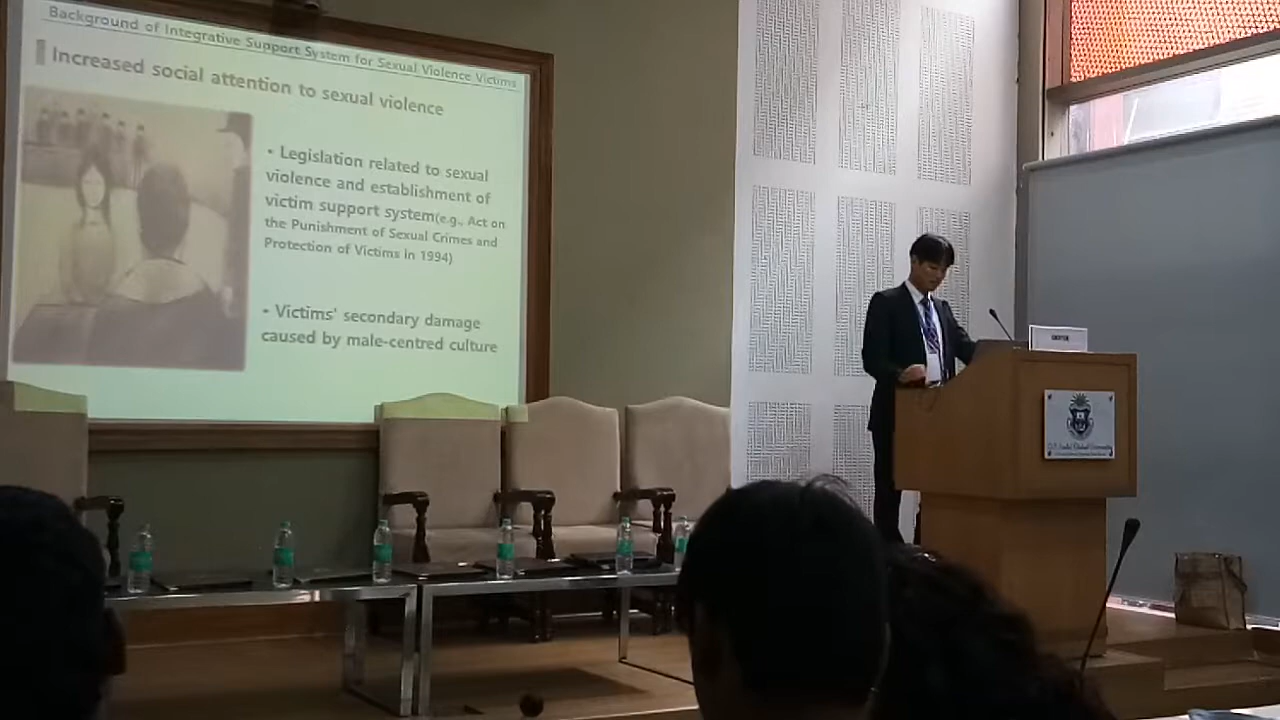 Background of Integrative Support System for Sexual Violence Victims
Increased social attention to sexual violence
• Legislation related to sexual
violence and establishment of
victim support system(e.g., Act on
the Punishment of Sexual Crimes and
Protection of Victims in 1994)
• Victims' secondary damage
caused by male-centred culture